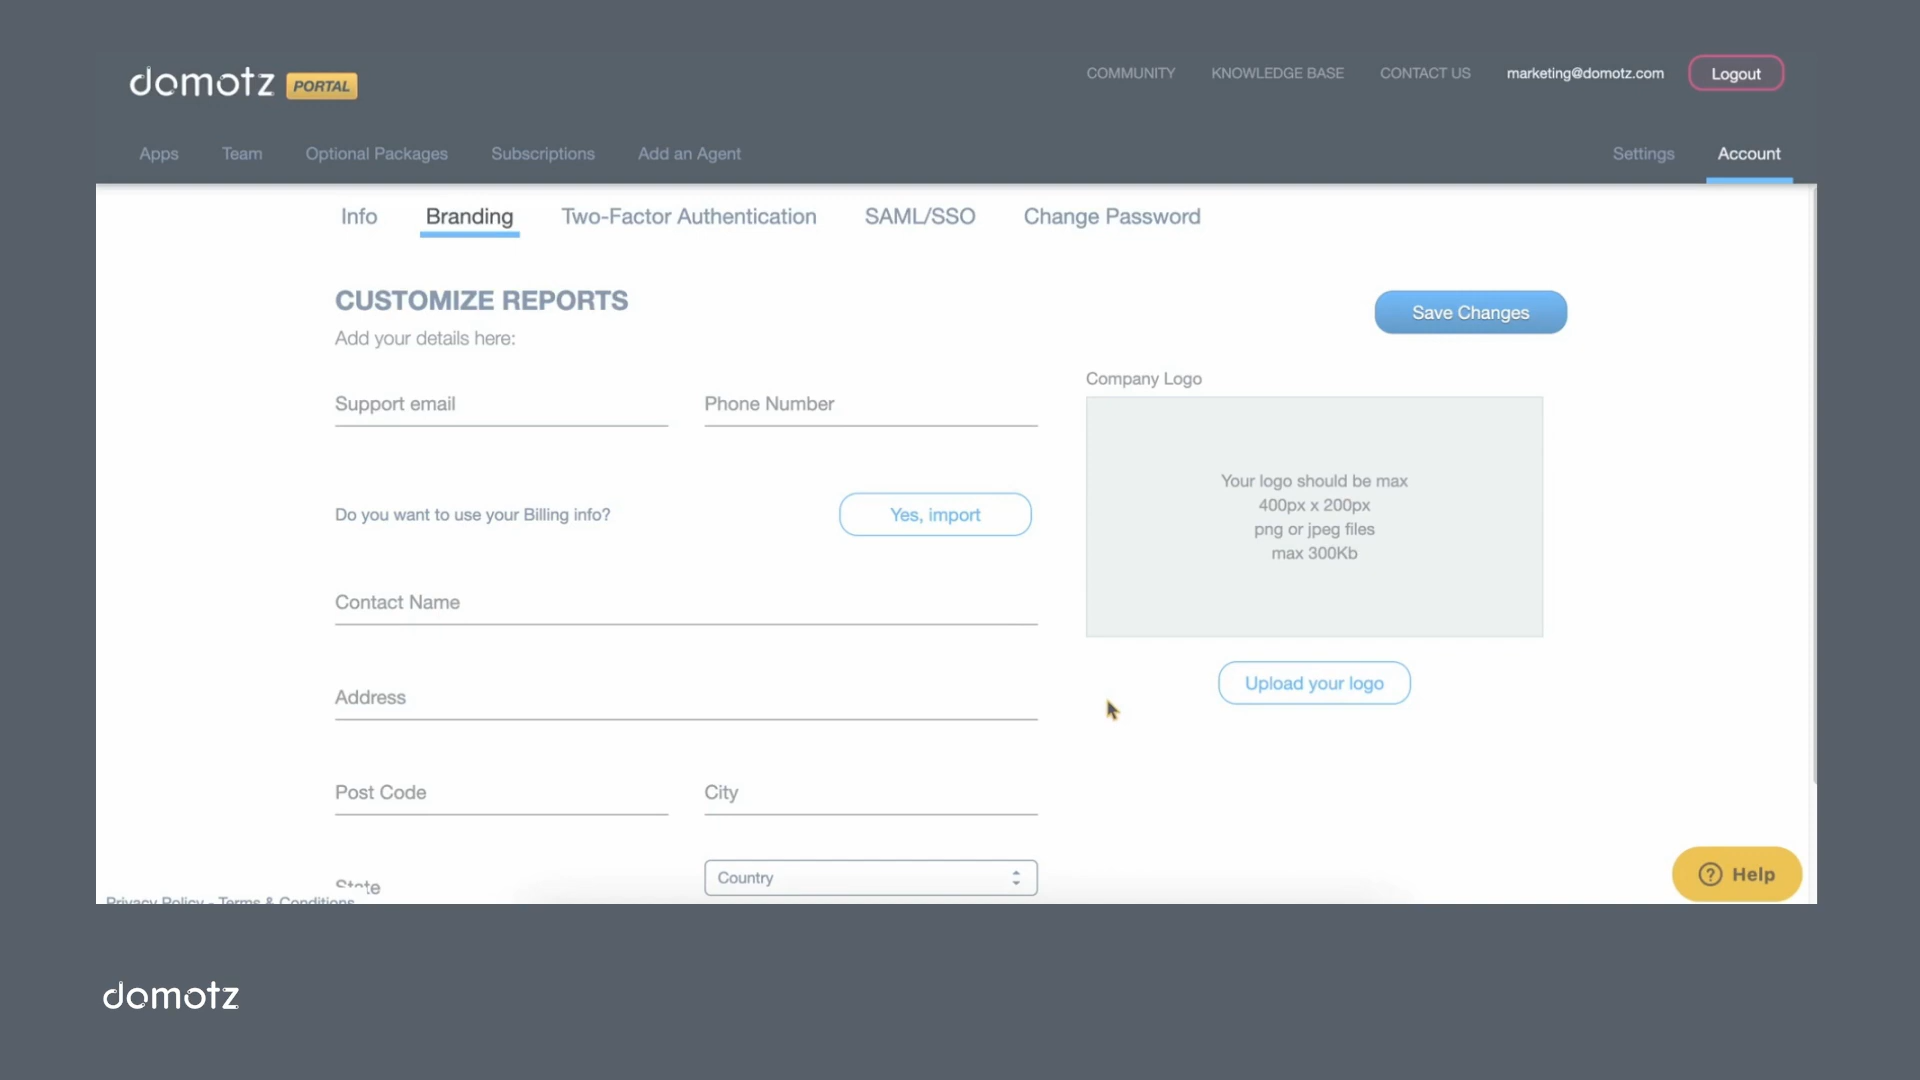 domotz PORTAL
COMMUNITY KNOWLEDGE BASE CONTACT US marketing@domotz.com Logout
Apps Team Optional Packages Subscriptions Add an Agent Settings Account
Info Branding Two-Factor Authentication SAML/SSO Change Password
CUSTOMIZE REPORTS
Save Changes
Add your details here:
Company Logo
Support email Phone Number
Your logo should be max
400px x 200px
png or jpeg files
max 300Kb
Do you want to use your Billing info? Yes, import
Contact Name
Upload your logo
Address
Post Code City
State Country
? Help
Privacy Policy - Terms & Conditions
domotz